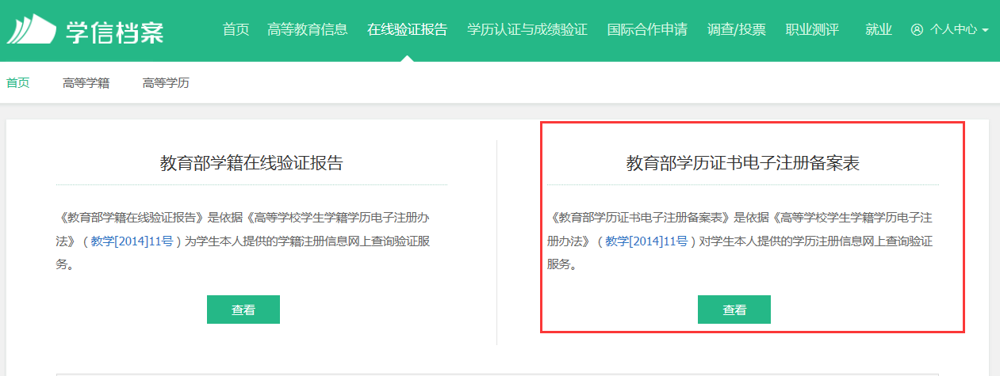 学信档案
首页 高等教育信息 在线验证报告 学历认证与成绩验证 国际合作申请 调查/投票 职业测评 就业 个人中心
首页 高等学籍 高等学历
教育部学籍在线验证报告
《教育部学籍在线验证报告》是依据《高等学校学生学籍学历电子注册办
法》（教学[2014]11号）为学生本人提供的学籍注册信息网上查询验证服
务。
查看
教育部学历证书电子注册备案表
《教育部学历证书电子注册备案表》是依据《高等学校学生学籍学历电子注
册办法》（教学[2014]11号）对学生本人提供的学历注册信息网上查询验证
服务。
查看